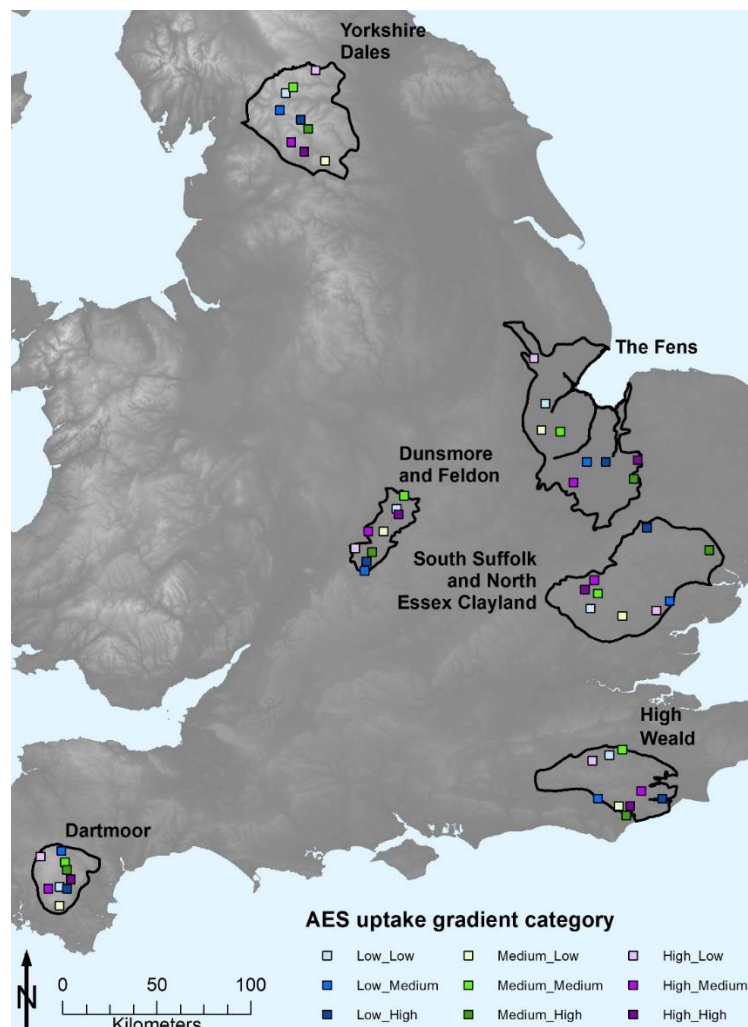 Yorkshire
Dales
The Fens
Dunsmore
and Feldon
South Suffolk
and North
Essex Clayland
High
Weald
Dartmoor
AES uptake gradient category
Low_Low
Medium_Low
High_Low
Low_Medium
Medium_Medium
High_Medium
Low_High
Medium_High
High_High
N
0 50 100
Kilometers